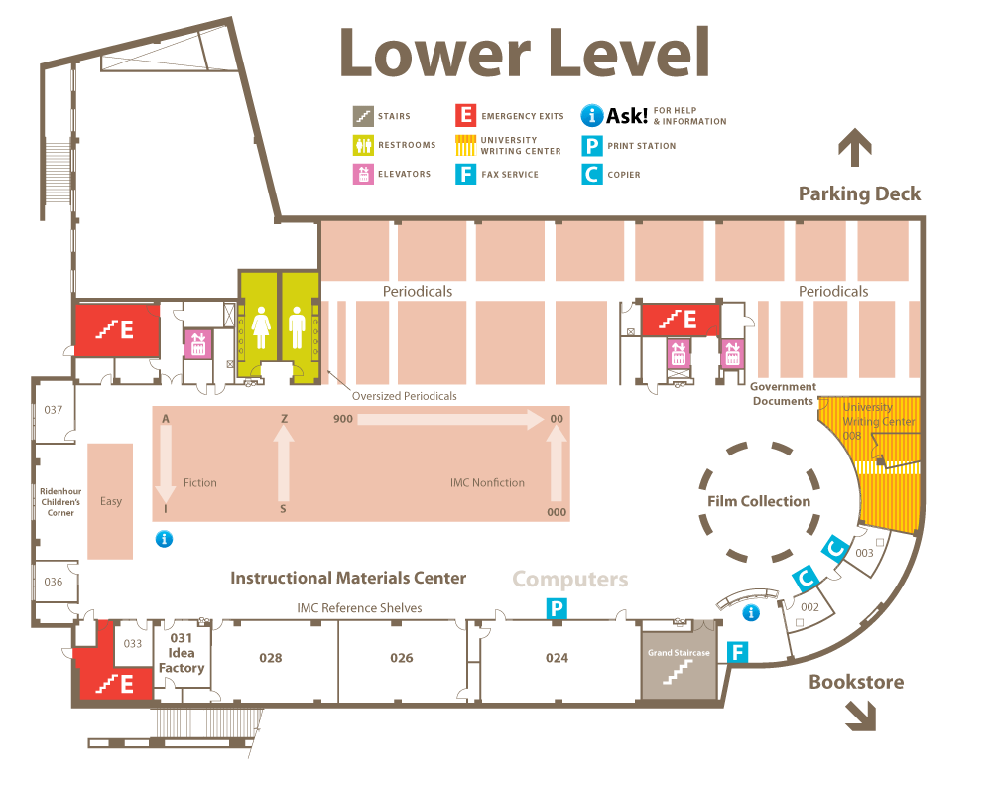 Lower Level
STAIRS
E EMERGENCY EXITS
i Ask! FOR HELP
& INFORMATION
RESTROOMS
UNIVERSITY
WRITING CENTER
P PRINT STATION
ELEVATORS
F FAX SERVICE
C COPIER
Parking Deck
Periodicals
Periodicals
E
E
Oversized Periodicals
Government
Documents
037
A
Z
900
00
University
Writing Center
008
Fiction
IMC Nonfiction
Ridenhour
Children's
Corner
Easy
Film Collection
I
S
000
i
C
003
036
Instructional Materials Center
Computers
C
IMC Reference Shelves
P
i
002
033
031
Idea
Factory
028
026
024
Grand Staircase
F
E
Bookstore